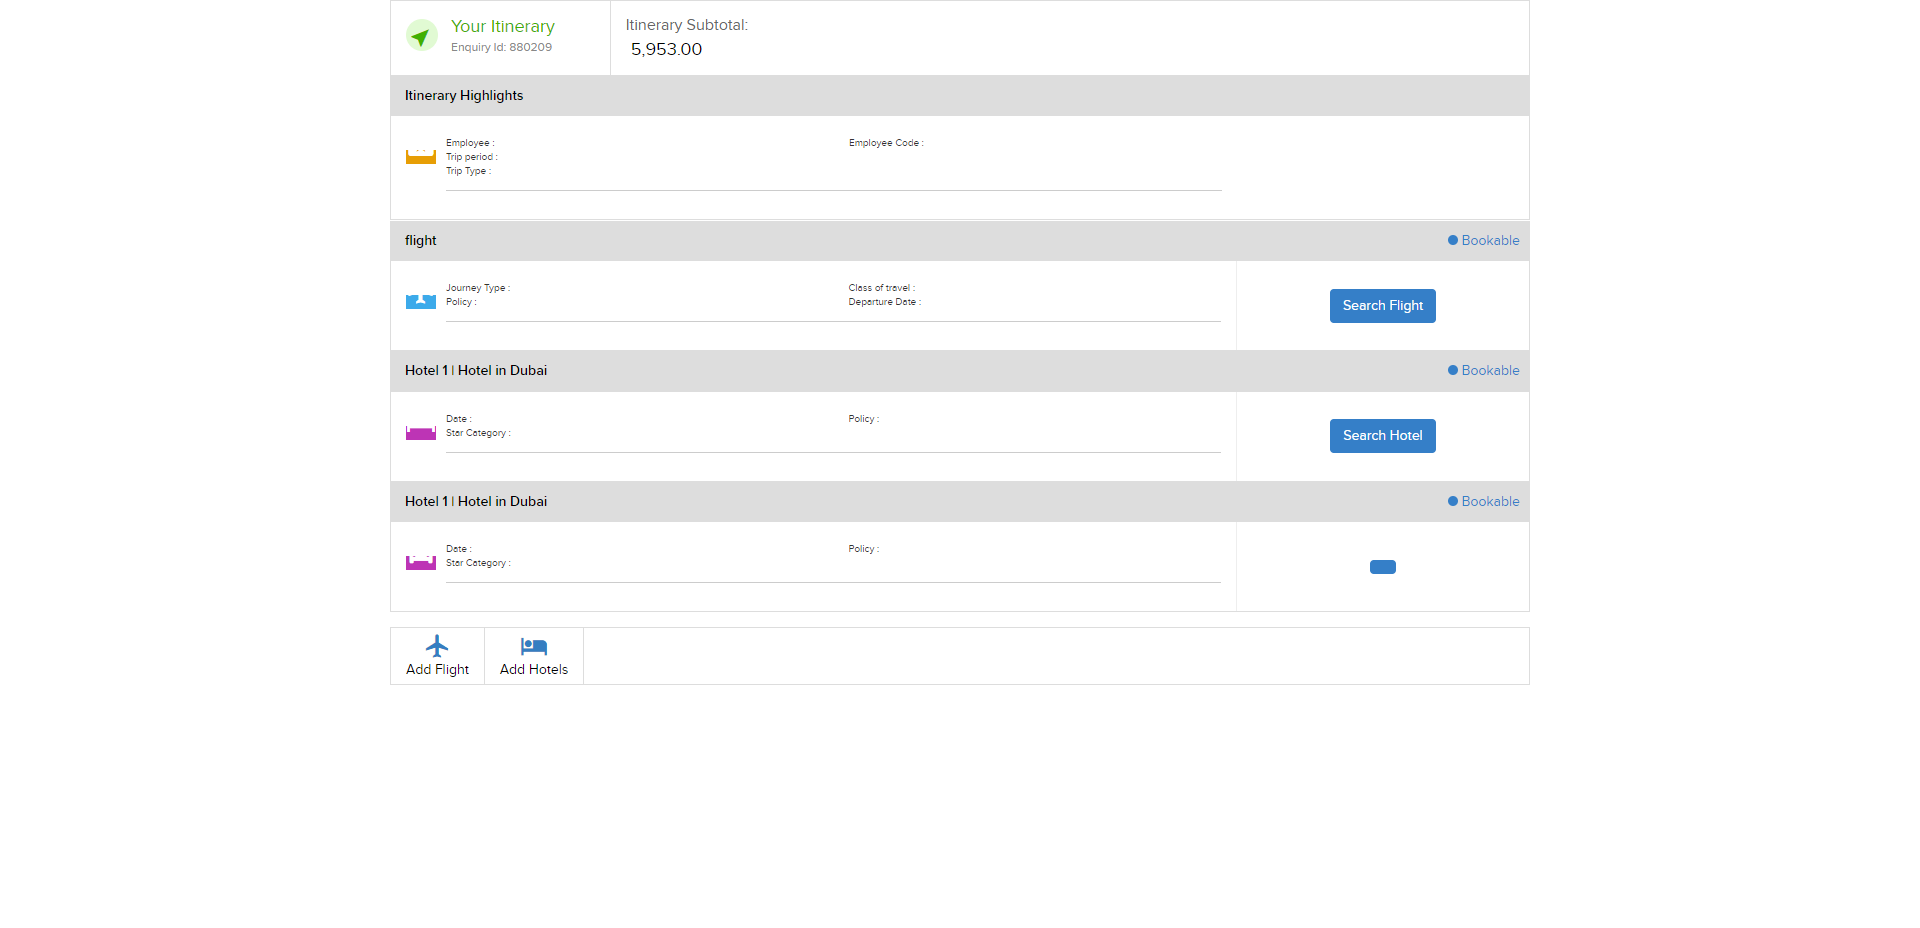 Your Itinerary
Enquiry Id: 880209
Itinerary Subtotal:
5,953.00
Itinerary Highlights
Employee :
Employee Code :
Trip period :
Trip Type :
flight
Bookable
Journey Type :
Class of travel :
Policy :
Departure Date :
Search Flight
Hotel 1 | Hotel in Dubai
Bookable
Date :
Policy :
Star Category :
Search Hotel
Hotel 1 | Hotel in Dubai
Bookable
Date :
Policy :
Star Category :
Add Flight
Add Hotels